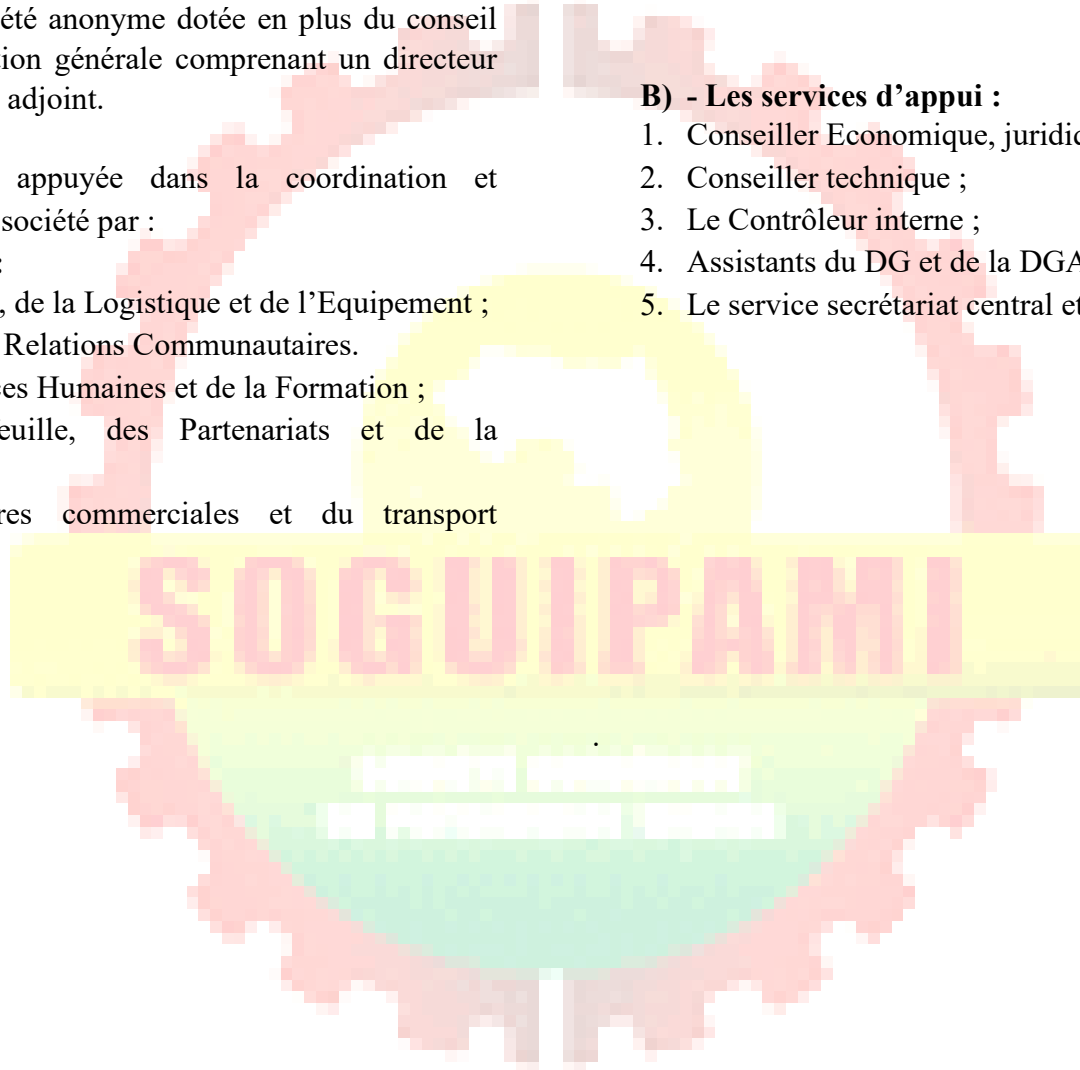 été anonyme dotée en plus du conseil
tion générale comprenant un directeur
adjoint.
appuyée dans la coordination et
société par :
:
, de la Logistique et de l’Equipement ;
Relations Communautaires.
es Humaines et de la Formation ;
euille, des Partenariats et de la
res commerciales et du transport
B) - Les services d’appui :
1. Conseiller Economique, juridic
2. Conseiller technique ;
3. Le Contrôleur interne ;
4. Assistants du DG et de la DGA
5. Le service secrétariat central et
SOGUIPAMI
.